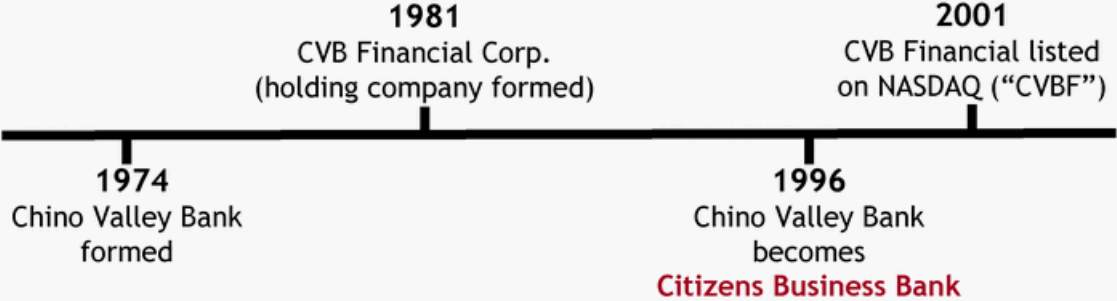 1981
CVB Financial Corp.
(holding company formed)
2001
CVB Financial listed
on NASDAQ (“CVBF”)
1974
Chino Valley Bank
formed
1996
Chino Valley Bank
becomes
Citizens Business Bank